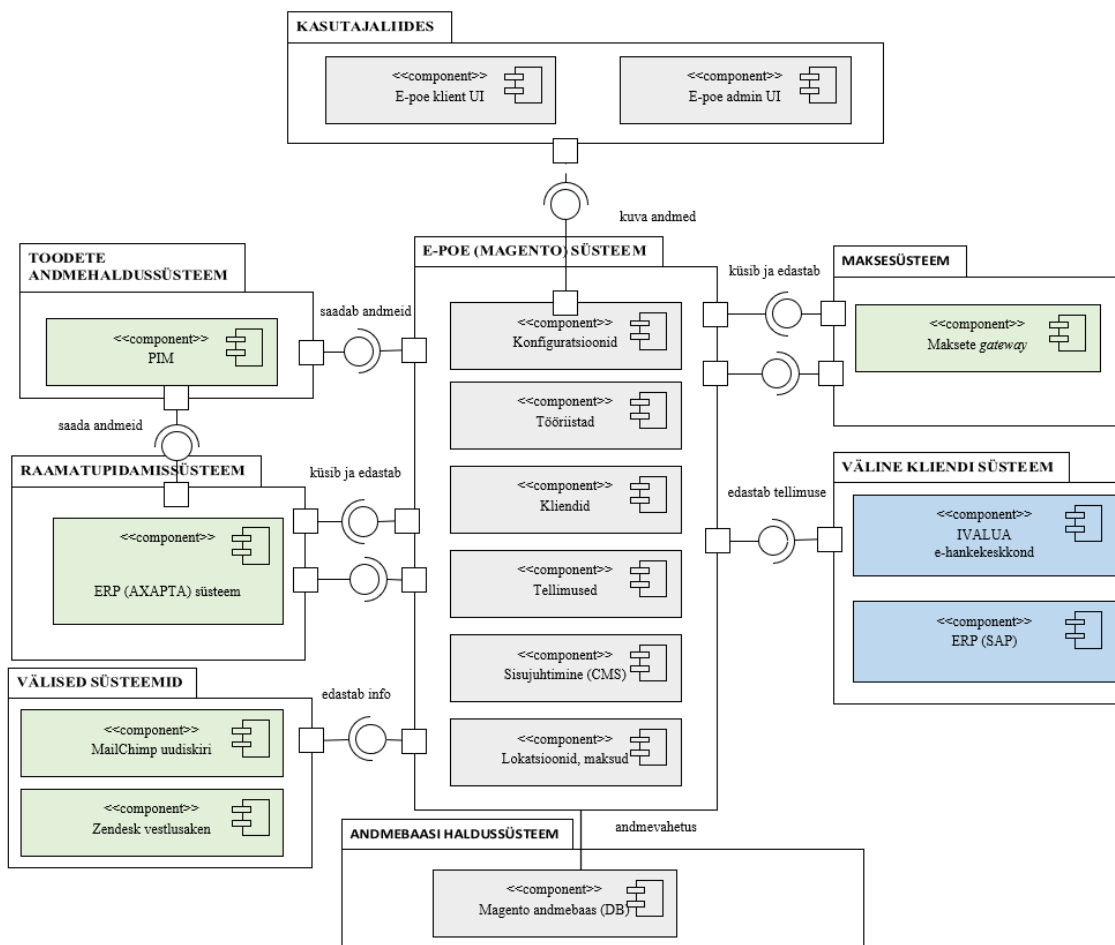 KASUTAJALIIDES
<<component>>
E-poe klient UI
<<component>>
E-poe admin UI
kuva andmed
TOODETE
ANDMEHALDUSSÜSTEEM
<<component>>
PIM
saadab andmeid
saada andmeid
E-POE (MAGENTO) SÜSTEEM
<<component>>
Konfiguratsioonid
<<component>>
Tööriistad
<<component>>
Kliendid
<<component>>
Tellimused
<<component>>
Sisujuhtimine (CMS)
<<component>>
Lokatsioonid, maksud
küsib ja edastab
MAKSESÜSTEEM
<<component>>
Maksete gateway
RAAMATUPIDAMISSÜSTEEM
<<component>>
ERP (AXAPTA) süsteem
küsib ja edastab
edastab tellimuse
VÄLINE KLIENDI SÜSTEEM
<<component>>
IVALUA
e-hankekeskkond
<<component>>
ERP (SAP)
VÄLISED SÜSTEEMID
<<component>>
MailChimp uudiskiri
<<component>>
Zendesk vestlusaken
edastab info
andmevahetus
ANDMEBAASI HALDUSSÜSTEEM
<<component>>
Magento andmebaas (DB)